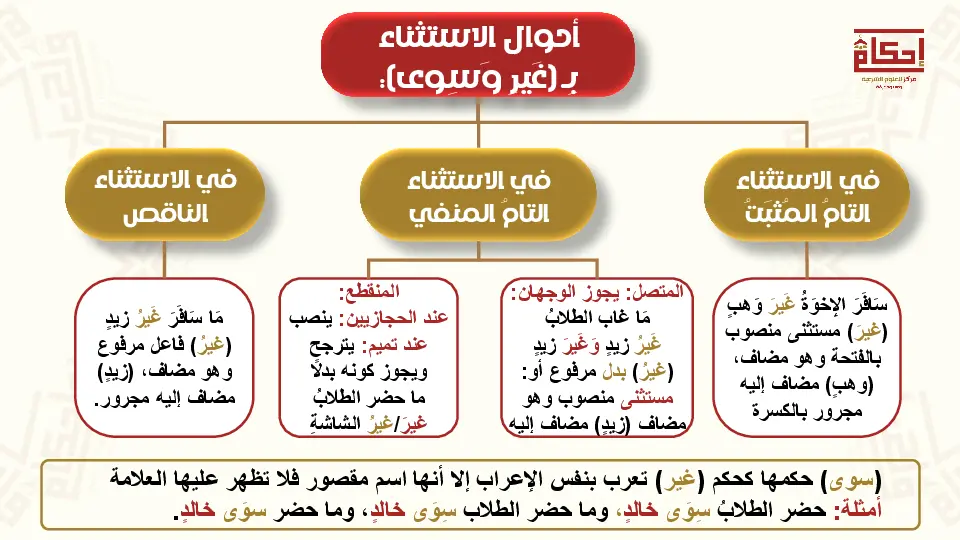 أحوال الاستثناء
بـ (غَيرِ وَسِوى):
إحكام
مركز للعلوم الشرعية
في الاستثناء
التامُ المُثبَتُ
في الاستثناء
التامُ المنفي
في الاستثناء
الناقص
سَافَرَ الإخوَةُ غَيرَ وَهبٍ
(غيرَ) مستثنى منصوب
بالفتحة وهو مضاف،
(وهبٍ) مضاف إليه
مجرور بالكسرة
المتصل: يجوز الوجهان:
مَا غاب الطلابُ
غَيرُ زيدٍ وَغَيرَ زيدٍ
(غَيرُ) بدل مرفوع أو:
مستثنى منصوب وهو
مضاف (زيدٍ) مضاف إليه
المنقطع:
عند الحجازيين: ينصب
عند تميم: يترجح
ويجوز كونه بدلًا
ما حضر الطلابُ
غيرَ/غيرُ الشاشةِ
مَا سَافَرَ غَيرُ زيدٍ
(غيرُ) فاعل مرفوع
وهو مضاف، (زيدٍ)
مضاف إليه مجرور.
(سوى) حكمها كحكم (غير) تعرب بنفس الإعراب إلا أنها اسم مقصور فلا تظهر عليها العلامة
أمثلة: حضر الطلابُ سِوَى خالدٍ، وما حضر الطلاب سِوَى خالدٍ، وما حضر سوَى خالدٍ.